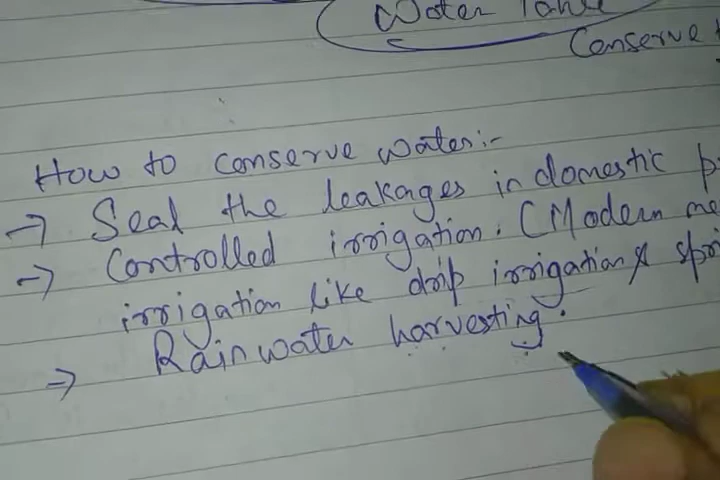 Water Table
Conserve
How to conserve water:-
→ Seal the leakages in domestic
→ Controlled irrigation. (Modern
irrigation like drip irrigation &
⇒ Rainwater harvesting.